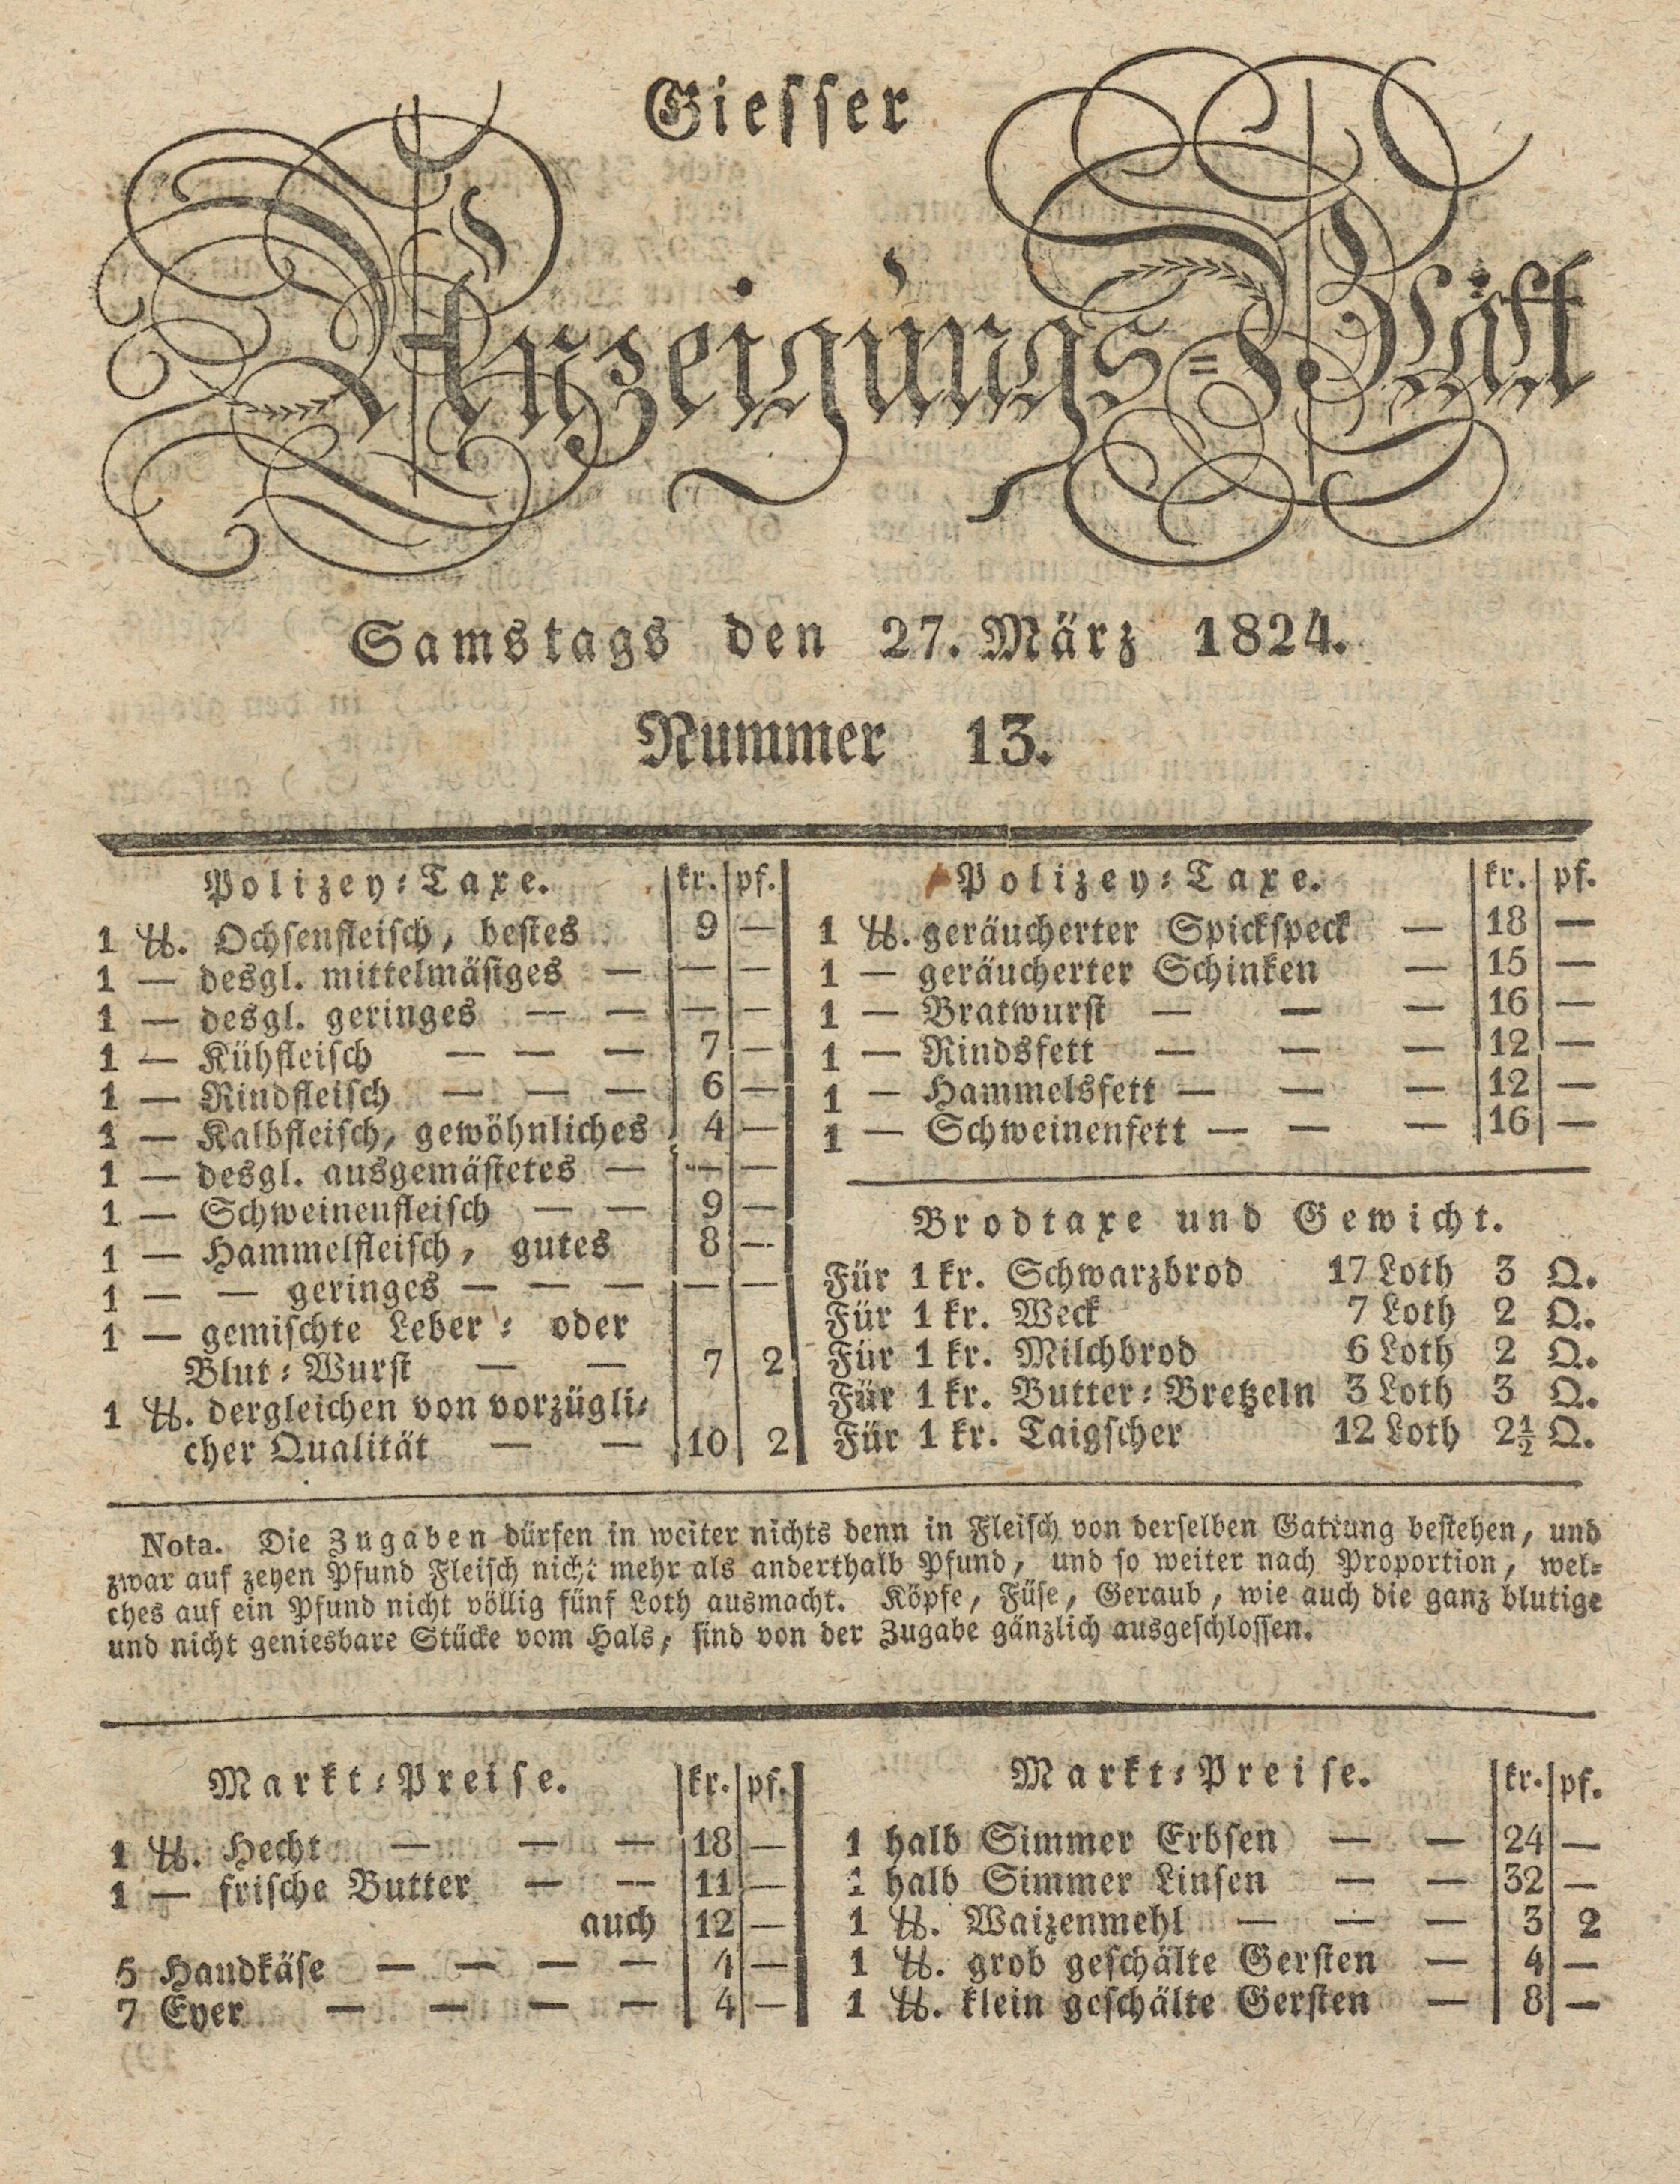 Giesser
Anzeigungs-Blatt
Samstags den 27. März 1824.
Nummer 13.
Polizey-Taxe. kr. pf.
1 ℔. Ochsenfleisch, bestes 9 —
1 — desgl. mittelmäsiges — — —
1 — desgl. geringes — — — —
1 — Kühfleisch — — — 7 —
1 — Rindfleisch — — — 6 —
1 — Kalbfleisch, gewöhnliches 4 —
1 — desgl. ausgemästetes — — —
1 — Schweinenfleisch — — 9 —
1 — Hammelfleisch, gutes 8 —
1 — — geringes — — — — —
1 — gemischte Leber- oder
Blut-Wurst — — 7 2
1 ℔. dergleichen von vorzügli-
cher Qualität — — 10 2
Polizey-Taxe. kr. pf.
1 ℔. geräucherter Spickspeck — 18 —
1 — geräucherter Schinken — 15 —
1 — Bratwurst — — — 16 —
1 — Rindsfett — — — 12 —
1 — Hammelsfett — — — 12 —
1 — Schweinenfett — — — 16 —
Brodtaxe und Gewicht.
Für 1 kr. Schwarzbrod 17 Loth 3 Q.
Für 1 kr. Weck 7 Loth 2 Q.
Für 1 kr. Milchbrod 6 Loth 2 Q.
Für 1 kr. Butter-Bretzeln 3 Loth 3 Q.
Für 1 kr. Taigscher 12 Loth 2½ Q.
Nota. Die Zugaben dürfen in weiter nichts denn in Fleisch von derselben Gattung bestehen, und
zwar auf zeyen Pfund Fleisch nicht mehr als anderthalb Pfund, und so weiter nach Proportion, wel-
ches auf ein Pfund nicht völlig fünf Loth ausmacht. Köpfe, Füse, Geraub, wie auch die ganz blutige
und nicht geniesbare Stücke vom Hals, sind von der Zugabe gänzlich ausgeschlossen.
Markt-Preise. kr. pf.
1 ℔. Hecht — — — 18 —
1 — frische Butter — — 11 —
auch 12 —
5 Handkäse — — — — 4 —
7 Eyer — — — — 4 —
Markt-Preise. kr. pf.
1 halb Simmer Erbsen — — 24 —
1 halb Simmer Linsen — — 32 —
1 ℔. Waizenmehl — — — 3 2
1 ℔. grob geschälte Gersten — 4 —
1 ℔. klein geschälte Gersten — 8 —